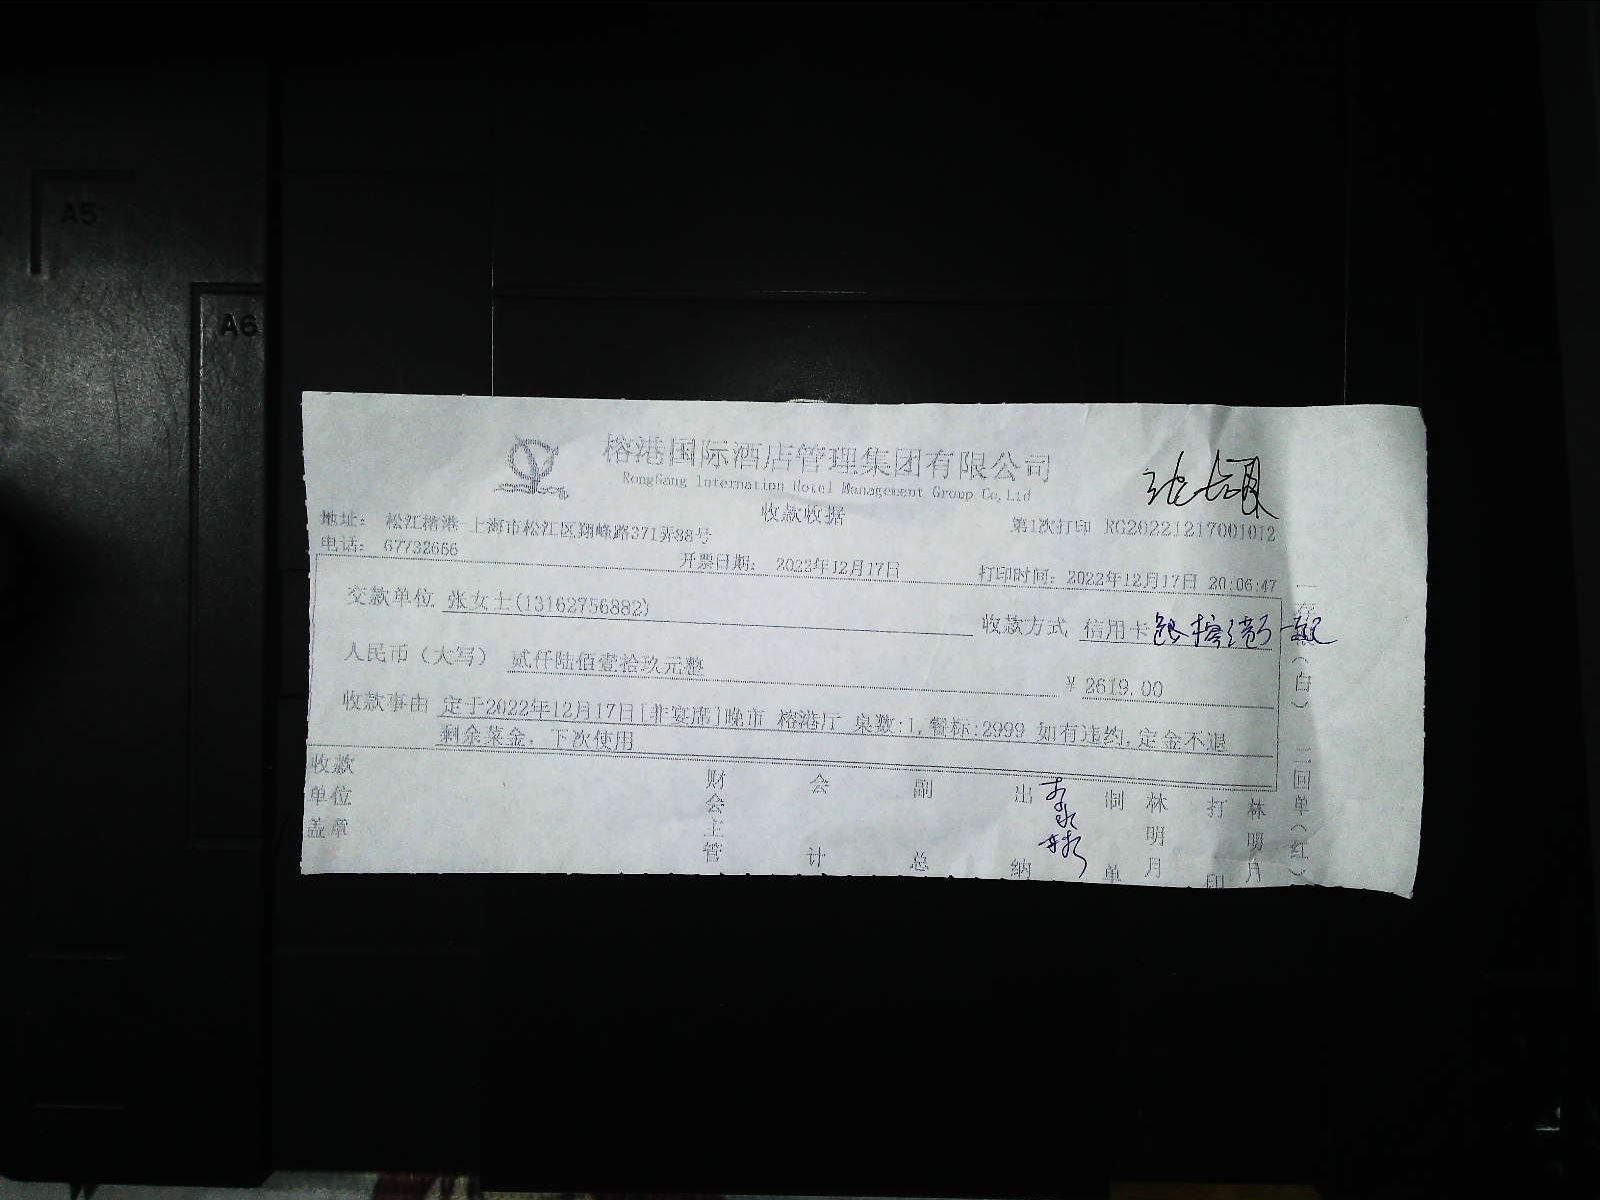 A5
A6
榕港国际酒店管理集团有限公司
RongGang Internation Hotel Management Group Co,Ltd
收款收据
第1次打印 RG20221217001012
地址: 松江榕港-上海市松江区翔峰路371弄88号
电话: 67732666
开票日期: 2022年12月17日
打印时间: 2022年12月17日 20:06:47
交款单位 张女士(13162756882)
收款方式 信用卡
人民币（大写） 贰仟陆佰壹拾玖元整
¥ 2619.00
收款事由 定于2022年12月17日[非宴席]晚市 榕港厅 桌数:1,餐标:2999 如有违约,定金不退
剩余菜金, 下次使用
收款单位盖章
财会主管
会计
副总
出纳
制单 林明月
打印 林明月
一存根(白) 二回单(红)